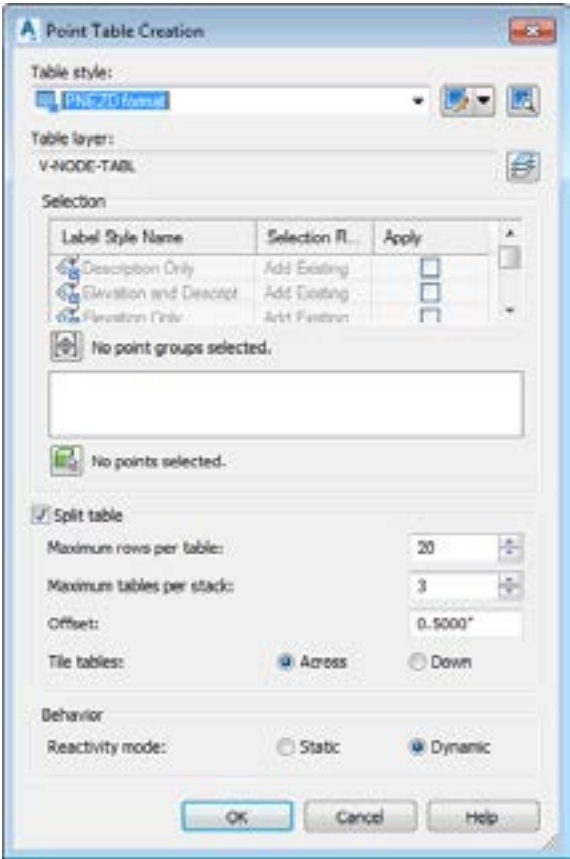 Point Table Creation
Table style:
PNEZD format
Table layer:
V-NODE-TABL
Selection
Label Style Name Selection R... Apply
Description Only Add Existing
Elevation and Descript Add Existing
Elevation Only Add Existing
No point groups selected.
No points selected.
Split table
Maximum rows per table: 20
Maximum tables per stack: 3
Offset: 0.5000"
Tile tables: Across Down
Behavior
Reactivity mode: Static Dynamic
OK Cancel Help